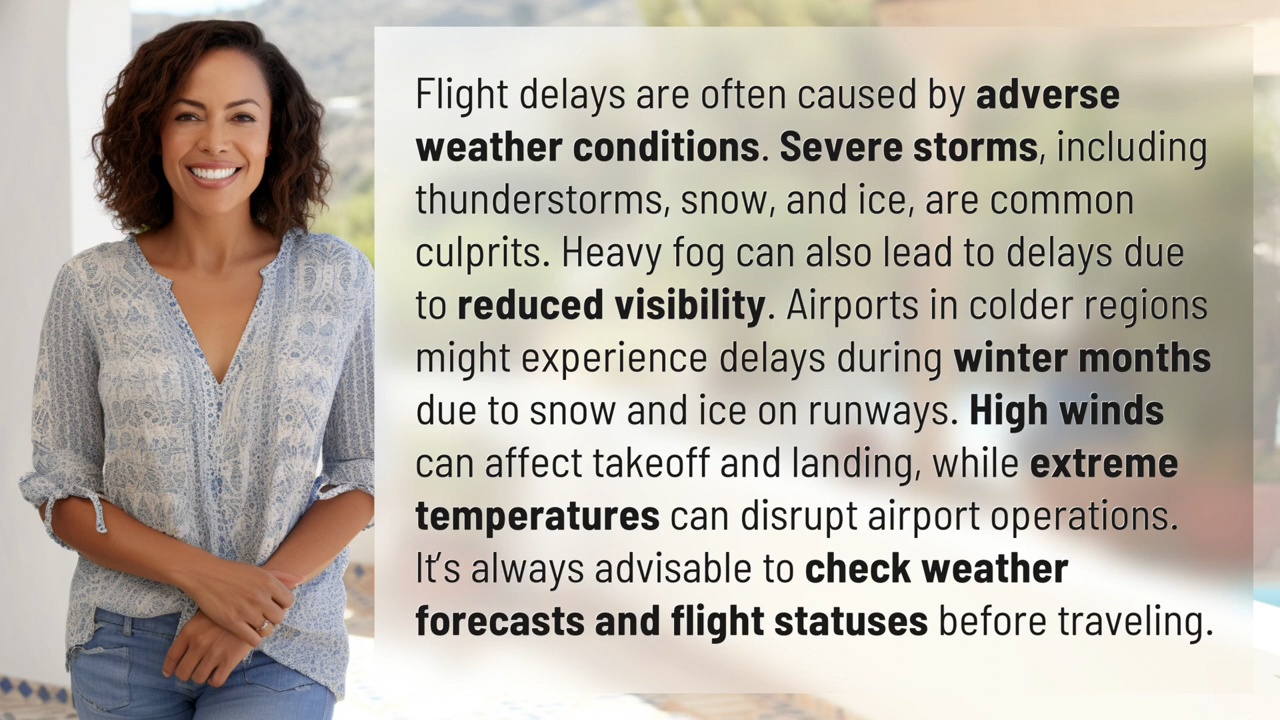 Flight delays are often caused by adverse
weather conditions. Severe storms, including
thunderstorms, snow, and ice, are common
culprits. Heavy fog can also lead to delays due
to reduced visibility. Airports in colder regions
might experience delays during winter months
due to snow and ice on runways. High winds
can affect takeoff and landing, while extreme
temperatures can disrupt airport operations.
It's always advisable to check weather
forecasts and flight statuses before traveling.